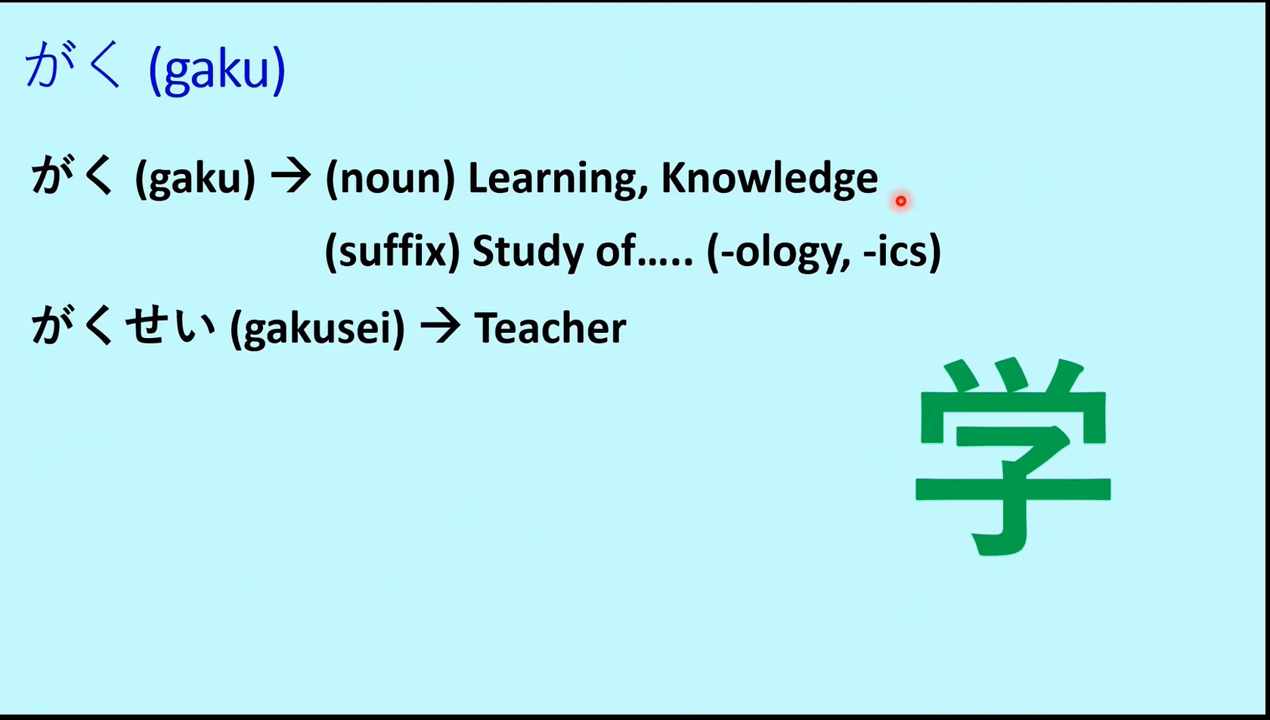 がく (gaku)
がく (gaku) → (noun) Learning, Knowledge
(suffix) Study of….. (-ology, -ics)
がくせい (gakusei) → Teacher
学